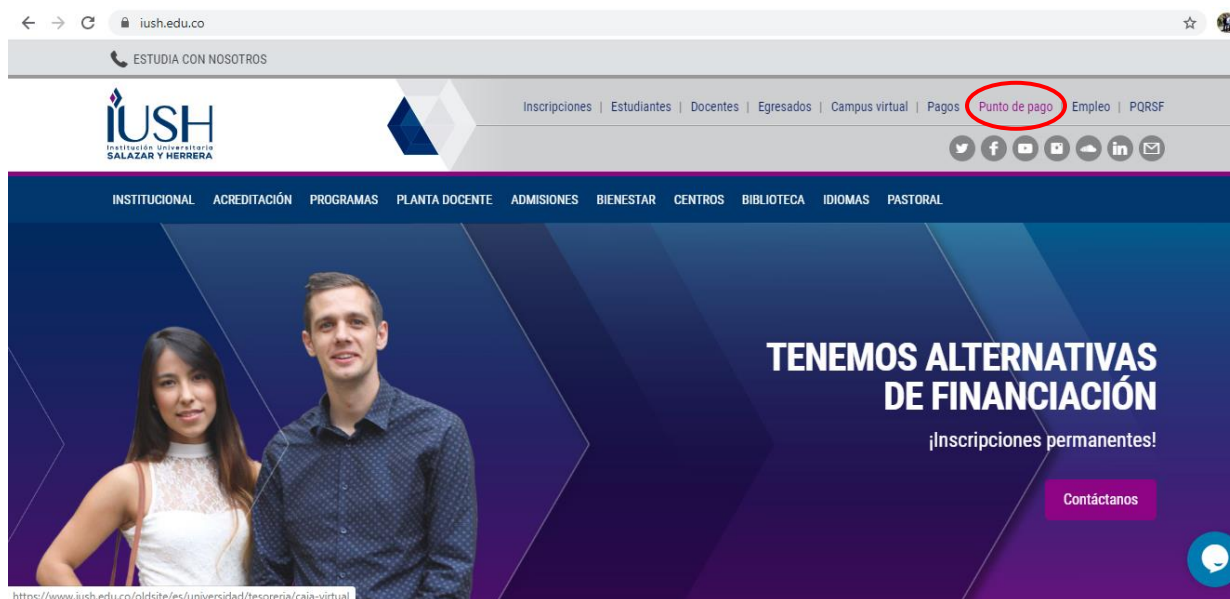 iush.edu.co
ESTUDIA CON NOSOTROS
IUSH
Institución Universitaria
SALAZAR Y HERRERA
Inscripciones | Estudiantes | Docentes | Egresados | Campus virtual | Pagos | Punto de pago | Empleo | PQRSF
INSTITUCIONAL ACREDITACIÓN PROGRAMAS PLANTA DOCENTE ADMISIONES BIENESTAR CENTROS BIBLIOTECA IDIOMAS PASTORAL
TENEMOS ALTERNATIVAS
DE FINANCIACIÓN
¡Inscripciones permanentes!
Contáctanos
https://www.iush.edu.co/oldsite/es/universidad/tesoreria/caja-virtual